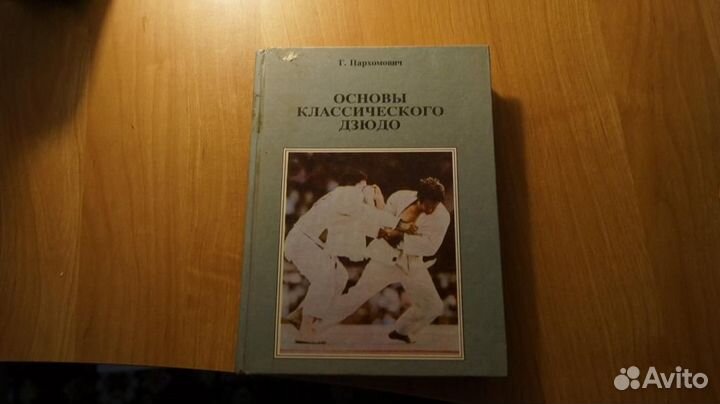 Г. Пархомович
ОСНОВЫ
КЛАССИЧЕСКОГО
ДЗЮДО
Avito